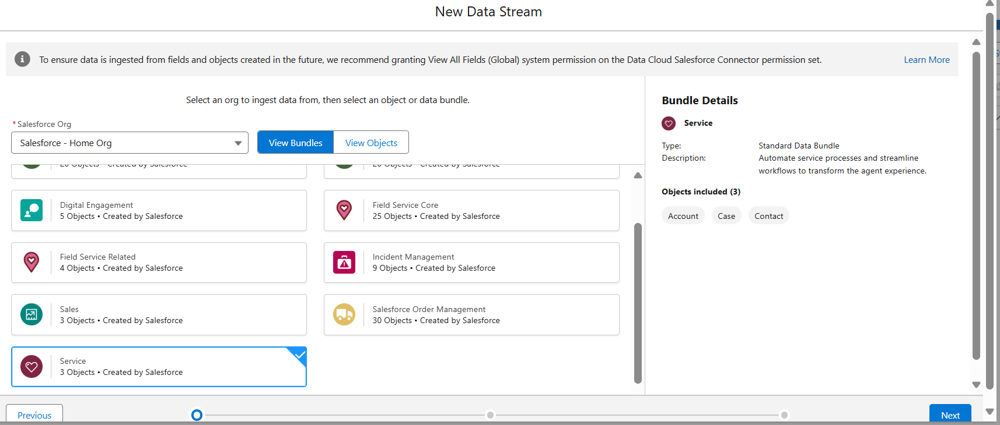 New Data Stream
To ensure data is ingested from fields and objects created in the future, we recommend granting View All Fields (Global) system permission on the Data Cloud Salesforce Connector permission set.
Learn More
Select an org to ingest data from, then select an object or data bundle.
* Salesforce Org
Salesforce - Home Org
View Bundles
View Objects
Digital Engagement
5 Objects • Created by Salesforce
Field Service Core
25 Objects • Created by Salesforce
Field Service Related
4 Objects • Created by Salesforce
Incident Management
9 Objects • Created by Salesforce
Sales
3 Objects • Created by Salesforce
Salesforce Order Management
30 Objects • Created by Salesforce
Service
3 Objects • Created by Salesforce
Bundle Details
Service
Type: Standard Data Bundle
Description: Automate service processes and streamline
workflows to transform the agent experience.
Objects included (3)
Account Case Contact
Previous
Next